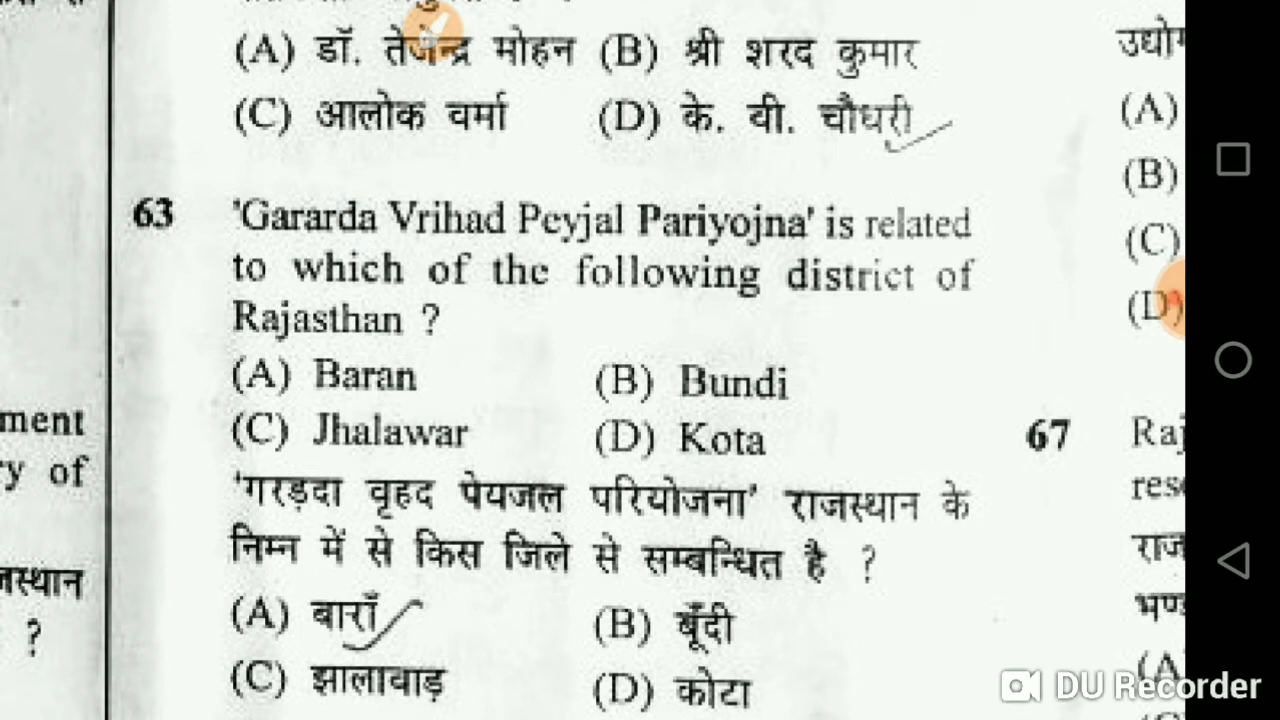 (A) डॉ. तेजेन्द्र मोहन (B) श्री शरद कुमार
(C) आलोक वर्मा (D) के. वी. चौधरी
63 'Gararda Vrihad Peyjal Pariyojna' is related
to which of the following district of
Rajasthan ?
(A) Baran (B) Bundi
(C) Jhalawar (D) Kota
'गरड़दा वृहद पेयजल परियोजना' राजस्थान के
निम्न में से किस जिले से सम्बन्धित है ?
(A) बाराँ (B) बूँदी
(C) झालावाड़ (D) कोटा
ment
y of
?
(A)
(B)
(C)
(D)
67
(A)
DU Recorder